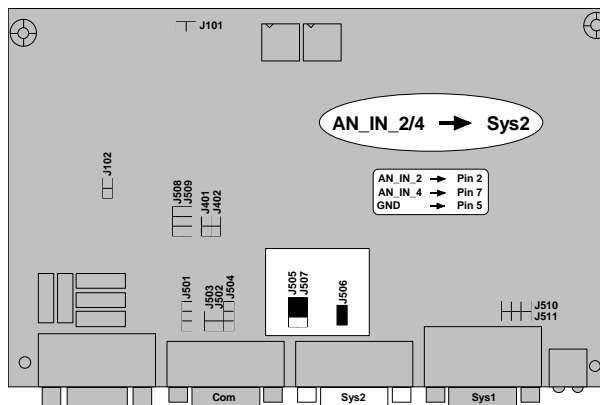 J101
AN_IN_2/4 Sys2
J102
AN_IN_2 Pin 2
AN_IN_4 Pin 7
GND Pin 5
J508
J509
J401
J402
J501
J503
J502
J504
J505
J507
J506
J510
J511
Com
Sys2
Sys1